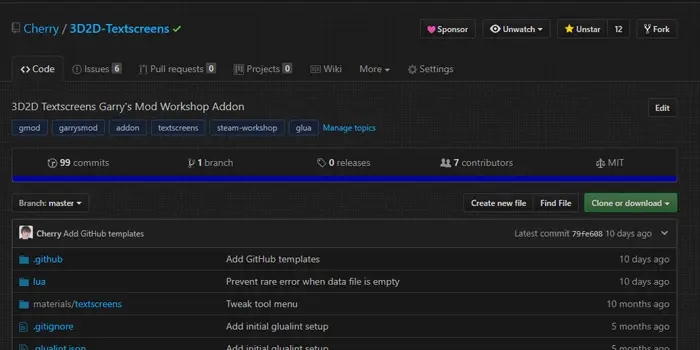 Cherry / 3D2D-Textscreens
Sponsor Unwatch Unstar 12 Fork
Code Issues 6 Pull requests 0 Projects 0 Wiki More Settings
3D2D Textscreens Garry's Mod Workshop Addon Edit
gmod garrysmod addon textscreens steam-workshop glua Manage topics
99 commits 1 branch 0 releases 7 contributors MIT
Branch: master Create new file Find File Clone or download
Cherry Add GitHub templates Latest commit 79fe608 10 days ago
.github Add GitHub templates 10 days ago
lua Prevent rare error when data file is empty 10 days ago
materials/textscreens Tweak tool menu 10 months ago
.gitignore Add initial glualint setup 5 months ago
.glualint.json Add initial glualint setup 5 months ago